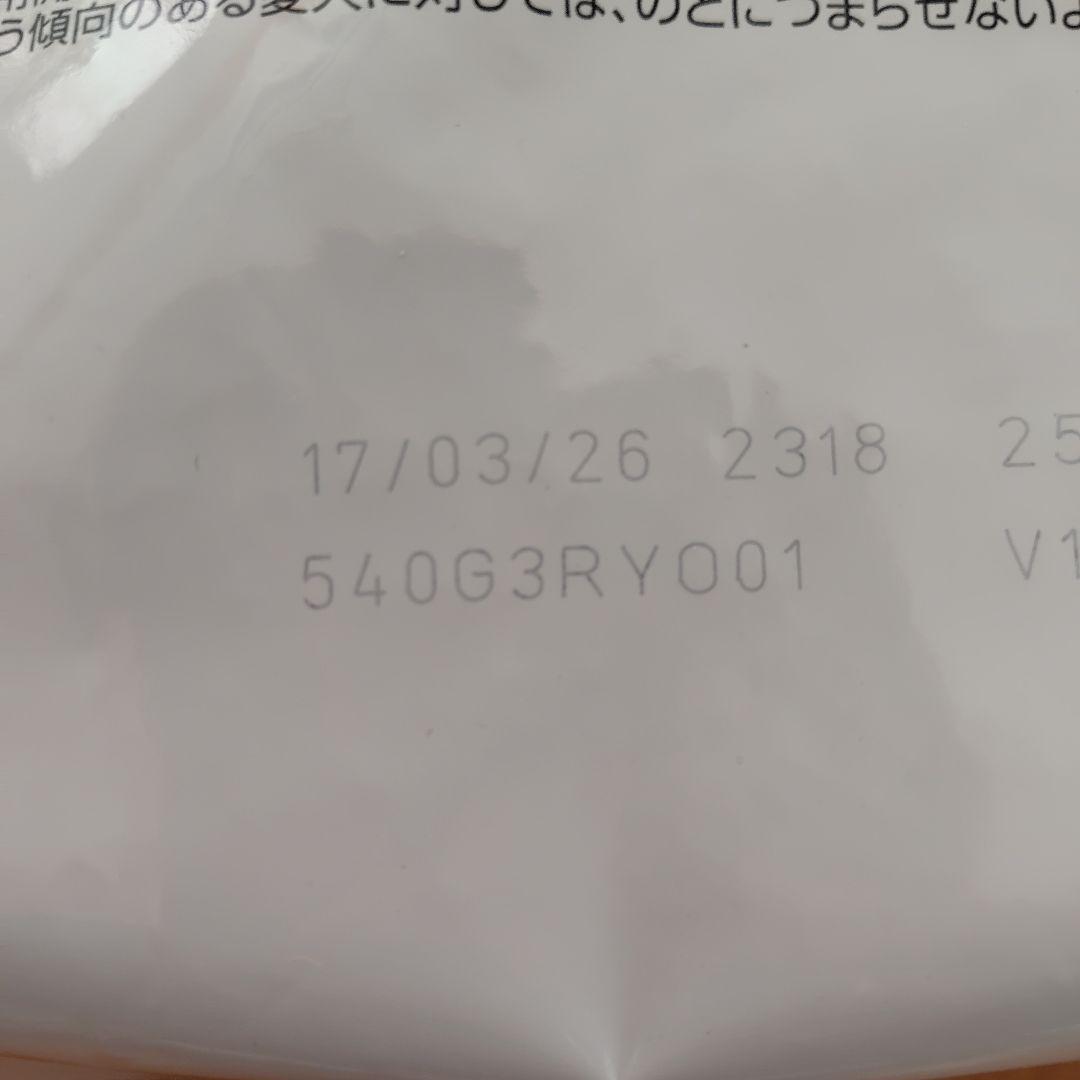 う傾向のある愛犬に対しては、のどにつまらせないよ
17/03/26 2318 25
540G3RYO01 V1